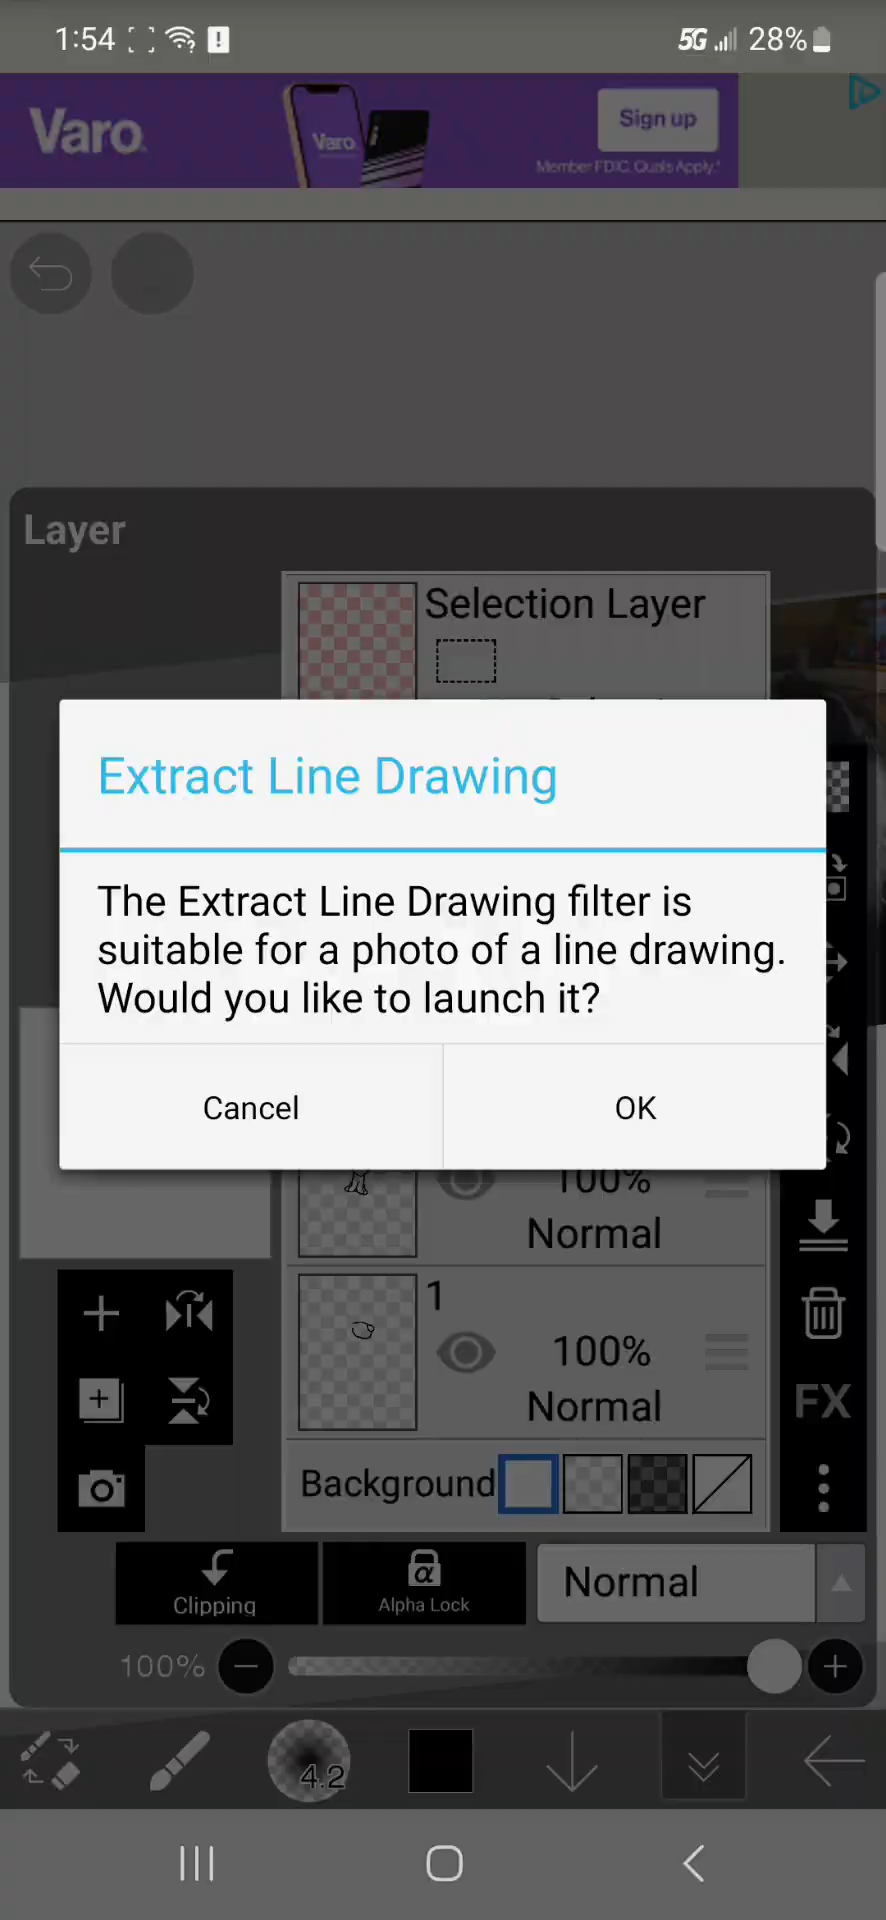 1:54
5G
28%
Varo
Varo
Sign up
Member FDIC. Quals Apply.*
Layer
Selection Layer
Extract Line Drawing
The Extract Line Drawing filter is
suitable for a photo of a line drawing.
Would you like to launch it?
Cancel
OK
100%
Normal
1
100%
Normal
FX
Background
α
Clipping
Alpha Lock
Normal
100%
4.2